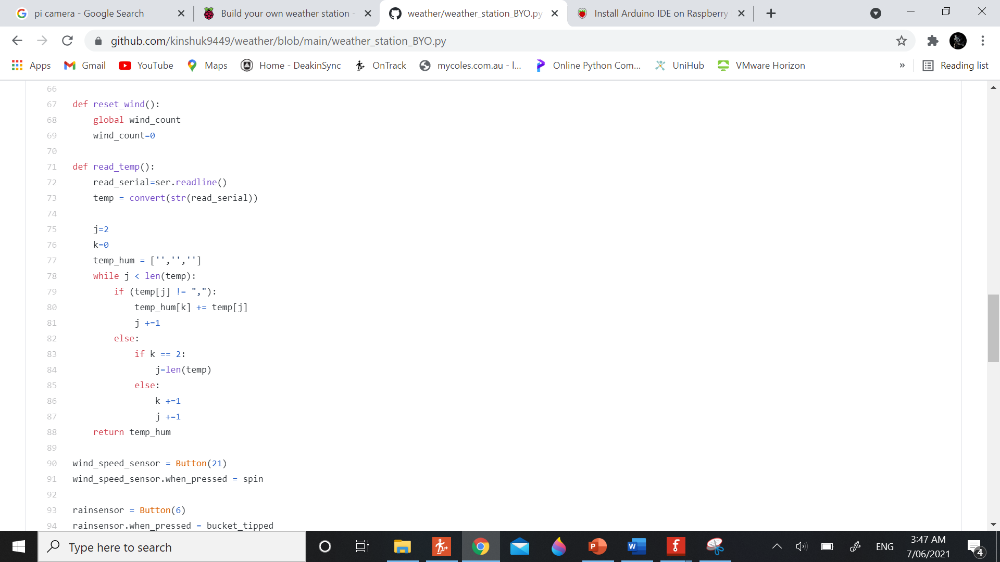 pi camera - Google Search
Build your own weather station -
weather/weather_station_BYO.py
Install Arduino IDE on Raspberry
github.com/kinshuk9449/weather/blob/main/weather_station_BYO.py
Apps
Gmail
YouTube
Maps
Home - DeakinSync
OnTrack
mycoles.com.au - l...
Online Python Com...
UniHub
VMware Horizon
»
Reading list
66
67 def reset_wind():
68     global wind_count
69     wind_count=0
70
71 def read_temp():
72     read_serial=ser.readline()
73     temp = convert(str(read_serial))
74
75     j=2
76     k=0
77     temp_hum = ['','','']
78     while j < len(temp):
79         if (temp[j] != ","):
80             temp_hum[k] += temp[j]
81             j +=1
82         else:
83             if k == 2:
84                 j=len(temp)
85             else:
86                 k +=1
87                 j +=1
88     return temp_hum
89
90 wind_speed_sensor = Button(21)
91 wind_speed_sensor.when_pressed = spin
92
93 rainsensor = Button(6)
94 rainsensor.when_pressed = bucket_tipped
Type here to search
ENG
3:47 AM
7/06/2021
4